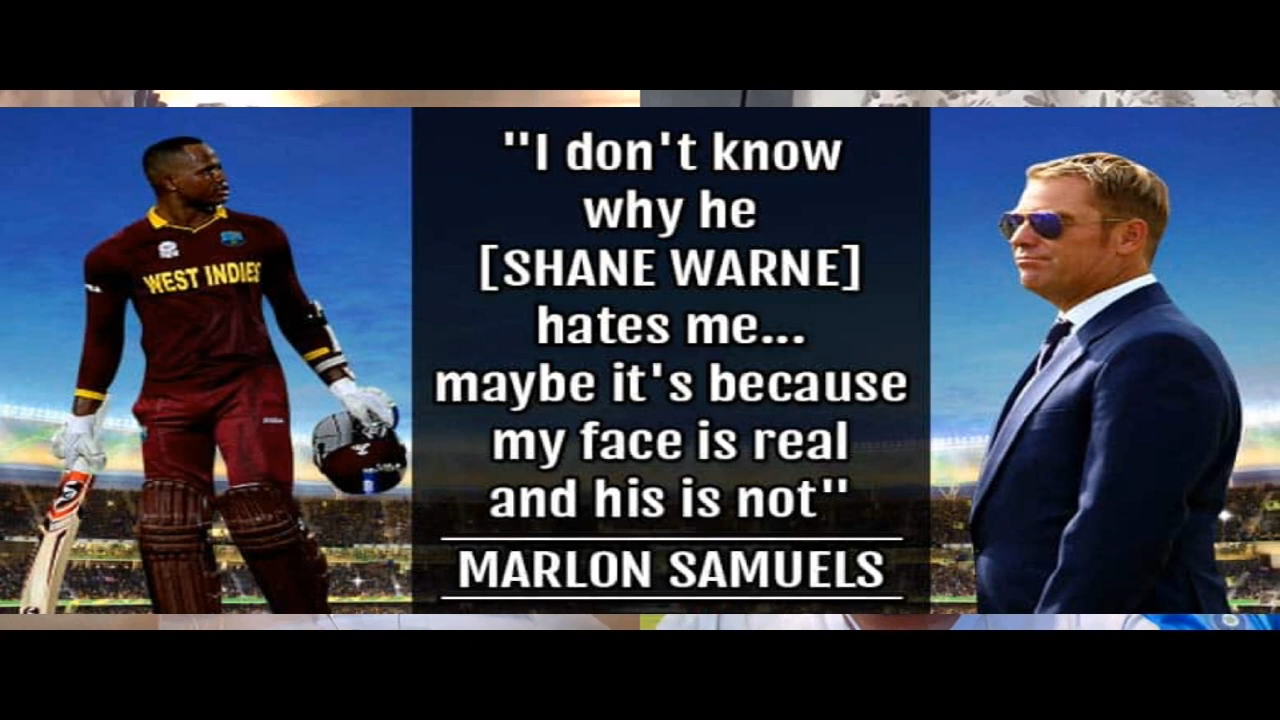 "I don't know
why he
[SHANE WARNE]
hates me...
maybe it's because
my face is real
and his is not"
MARLON SAMUELS
WEST INDIES